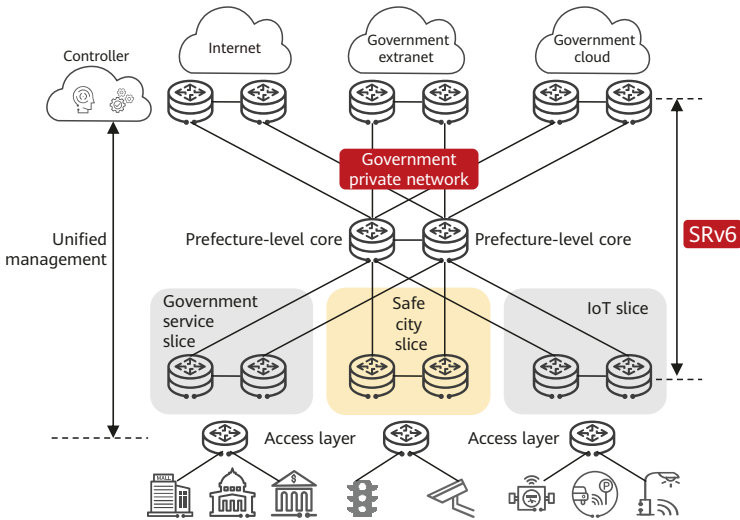 Internet
Government
extranet
Government
cloud
Controller
Government
private network
Unified
management
Prefecture-level core
Prefecture-level core
SRv6
Government
service
slice
Safe
city
slice
IoT slice
Access layer
Access layer
MALL
$
P